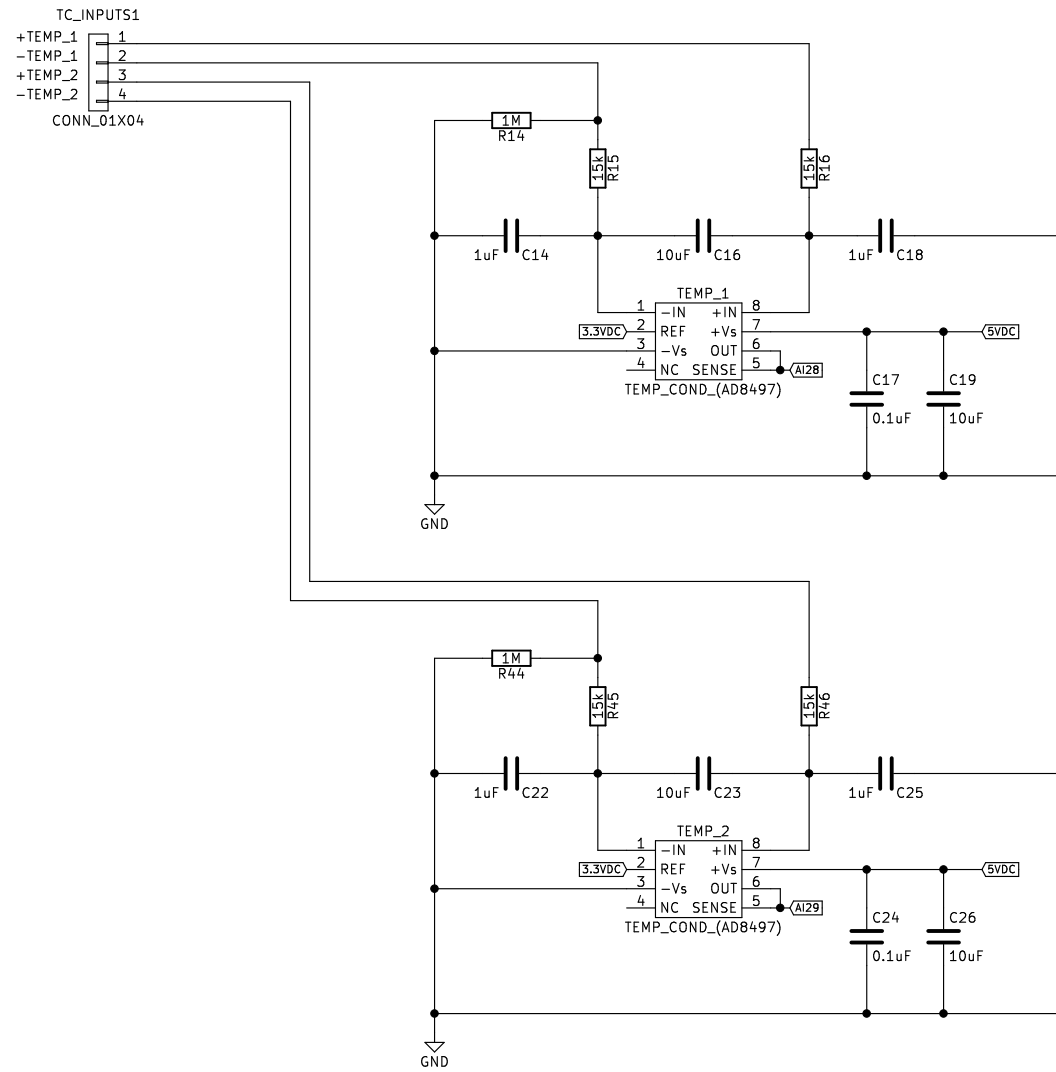 TC_INPUTS1
+TEMP_1 1
-TEMP_1 2
+TEMP_2 3
-TEMP_2 4
CONN_01X04
1M
R14
15k R15
15k R16
1uF C14
10uF C16
1uF C18
TEMP_1
1 -IN +IN 8
3.3VDC 2 REF +Vs 7 5VDC
3 -Vs OUT 6
4 NC SENSE 5 AI28
TEMP_COND_(AD8497)
C17 C19
0.1uF 10uF
GND
1M
R44
15k R45
15k R46
1uF C22
10uF C23
1uF C25
TEMP_2
1 -IN +IN 8
3.3VDC 2 REF +Vs 7 5VDC
3 -Vs OUT 6
4 NC SENSE 5 AI29
TEMP_COND_(AD8497)
C24 C26
0.1uF 10uF
GND